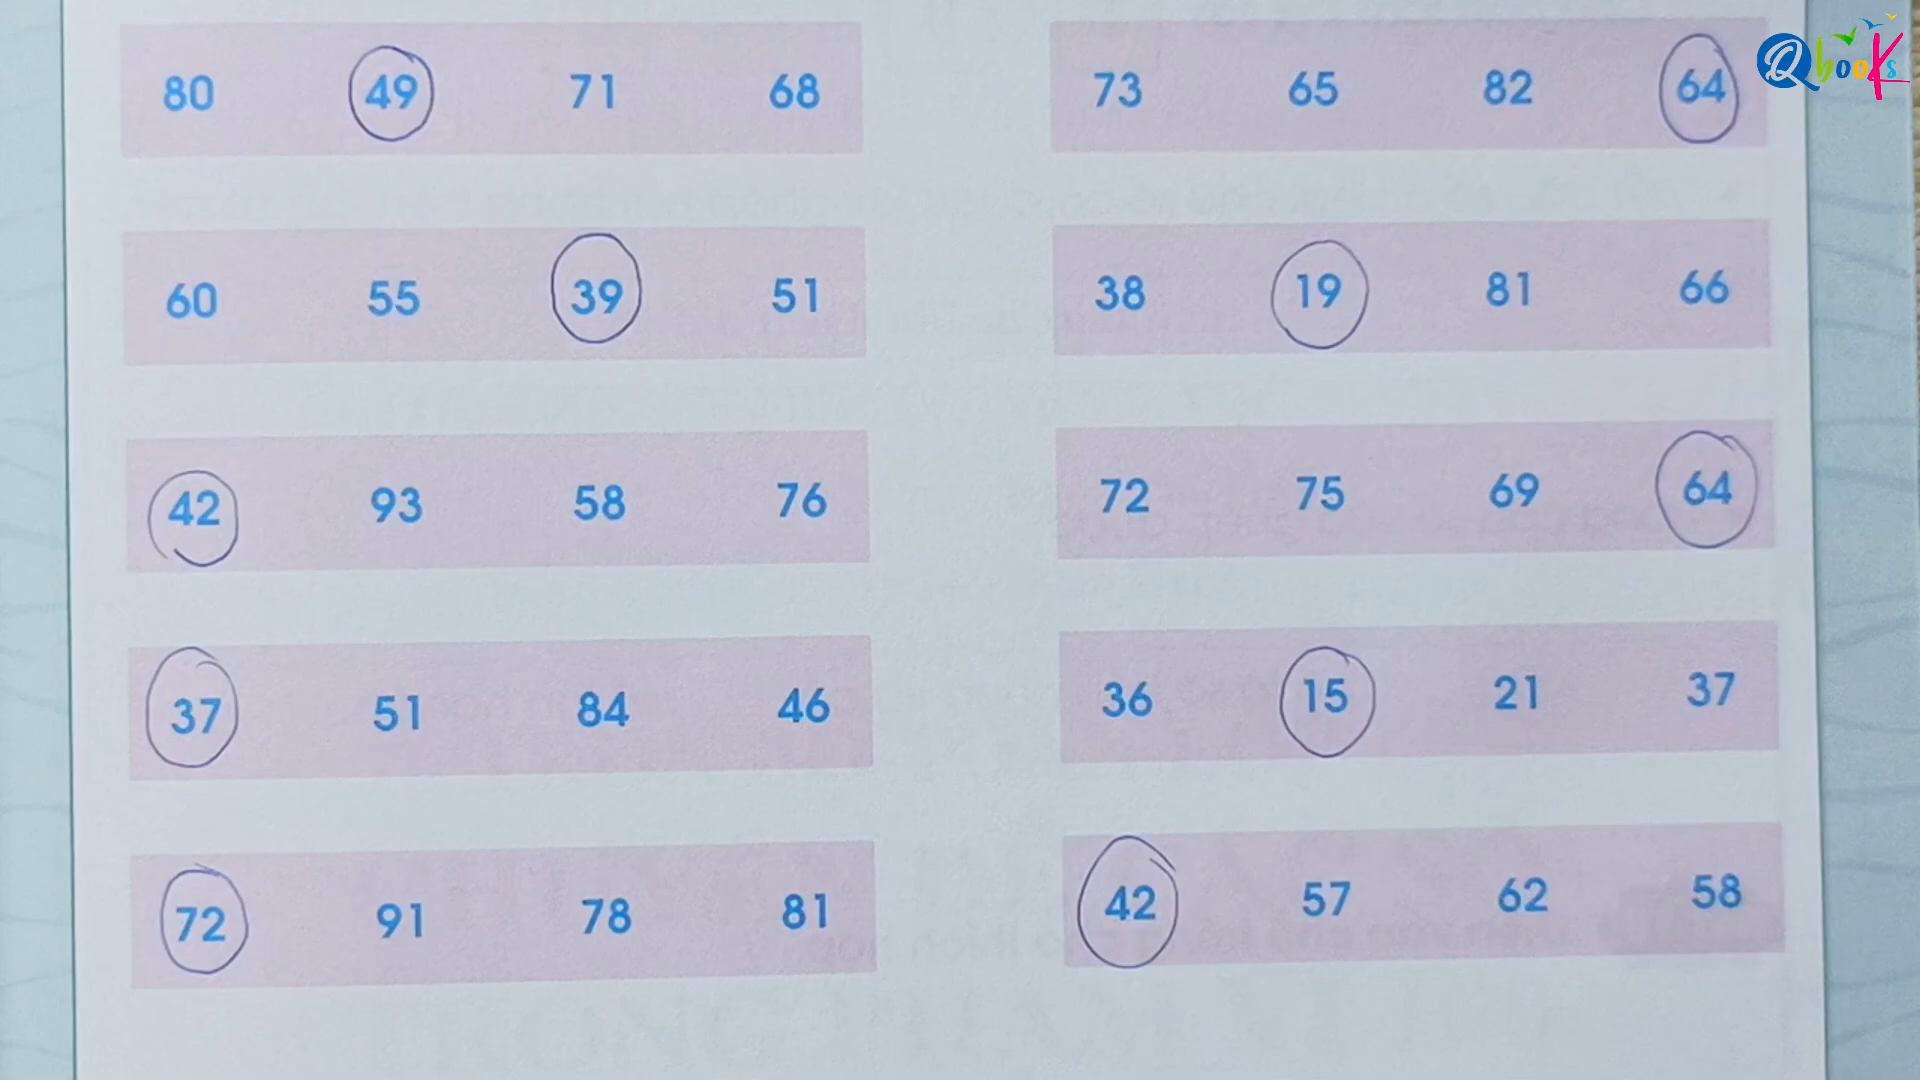 Qbooks
80 49 71 68
73 65 82 64
60 55 39 51
38 19 81 66
42 93 58 76
72 75 69 64
37 51 84 46
36 15 21 37
72 91 78 81
42 57 62 58